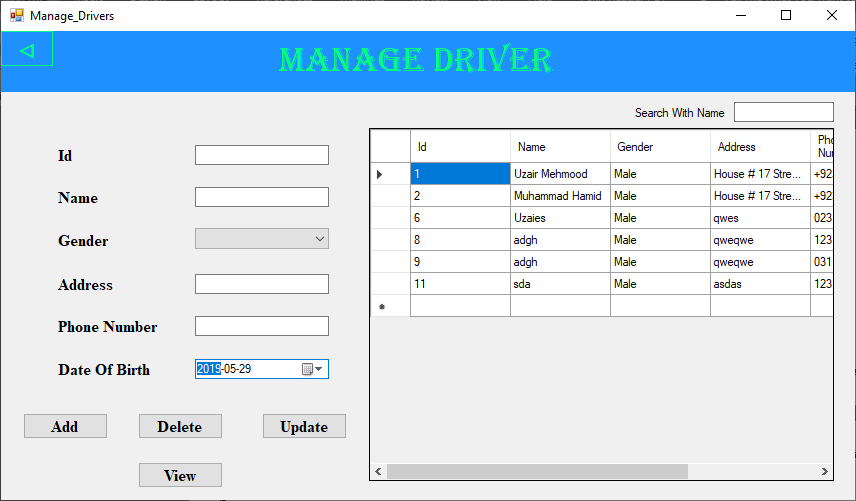 Manage_Drivers
MANAGE DRIVER
Search With Name
Id
Name
Gender
Address
Phone Number
Date Of Birth
2019-05-29
Add Delete Update
View
Id Name Gender Address
1 Uzair Mehmood Male House # 17 Stre... +92
2 Muhammad Hamid Male House # 17 Stre... +92
6 Uzaies Male qwes 023
8 adgh Male qweqwe 123
9 adgh Male qweqwe 031
11 sda Male asdas 123